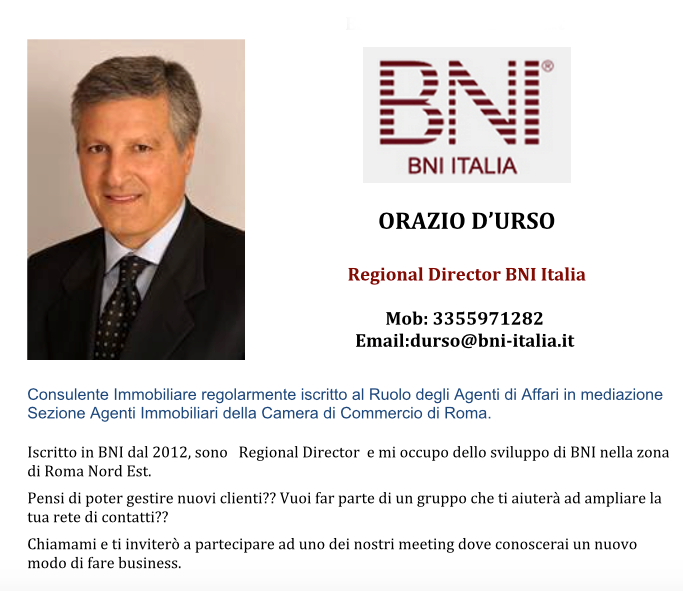 BNI®
BNI ITALIA
ORAZIO D’URSO
Regional Director BNI Italia
Mob: 3355971282
Email:durso@bni-italia.it
Consulente Immobiliare regolarmente iscritto al Ruolo degli Agenti di Affari in mediazione
Sezione Agenti Immobiliari della Camera di Commercio di Roma.
Iscritto in BNI dal 2012, sono   Regional Director  e mi occupo dello sviluppo di BNI nella zona
di Roma Nord Est.
Pensi di poter gestire nuovi clienti?? Vuoi far parte di un gruppo che ti aiuterà ad ampliare la
tua rete di contatti??
Chiamami e ti inviterò a partecipare ad uno dei nostri meeting dove conoscerai un nuovo
modo di fare business.